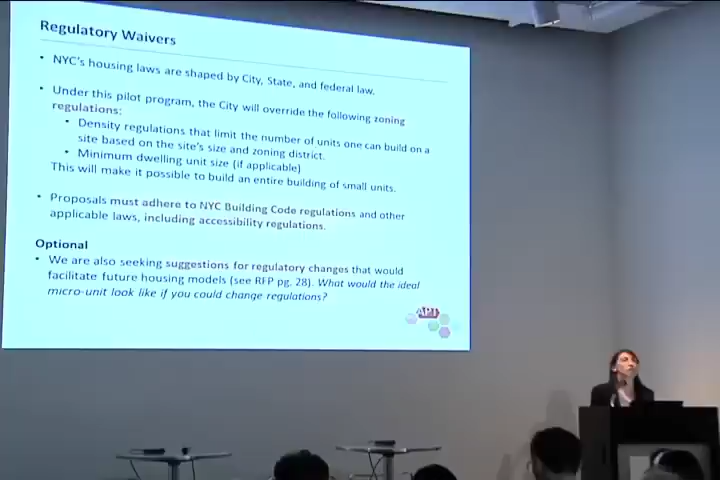 Regulatory Waivers
• NYC's housing laws are shaped by City, State, and federal law.
• Under this pilot program, the City will override the following zoning
regulations:
• Density regulations that limit the number of units one can build on a
site based on the site's size and zoning district.
• Minimum dwelling unit size (if applicable)
This will make it possible to build an entire building of small units.
• Proposals must adhere to NYC Building Code regulations and other
applicable laws, including accessibility regulations.
Optional
• We are also seeking suggestions for regulatory changes that would
facilitate future housing models (see RFP pg. 28). What would the ideal
micro-unit look like if you could change regulations?
APT